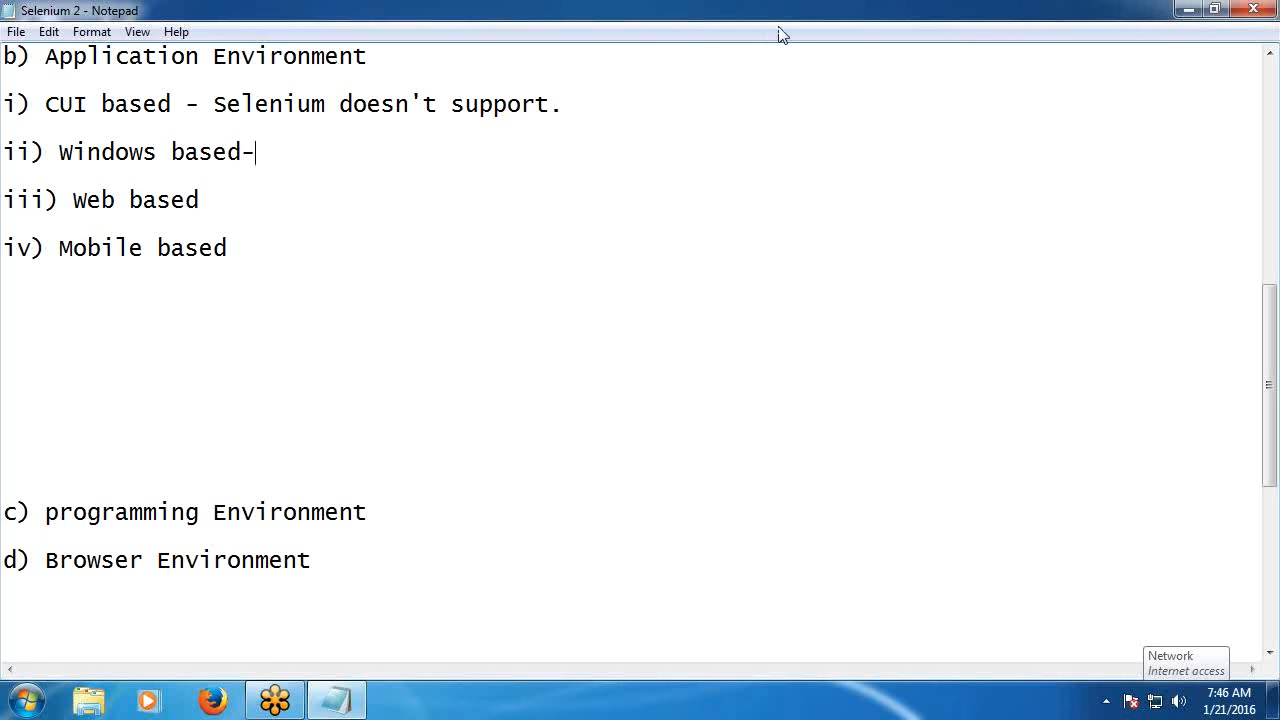 Selenium 2 - Notepad
File Edit Format View Help
b) Application Environment
i) CUI based - Selenium doesn't support.
ii) Windows based-
iii) Web based
iv) Mobile based
c) programming Environment
d) Browser Environment
Network
Internet access
7:46 AM
1/21/2016